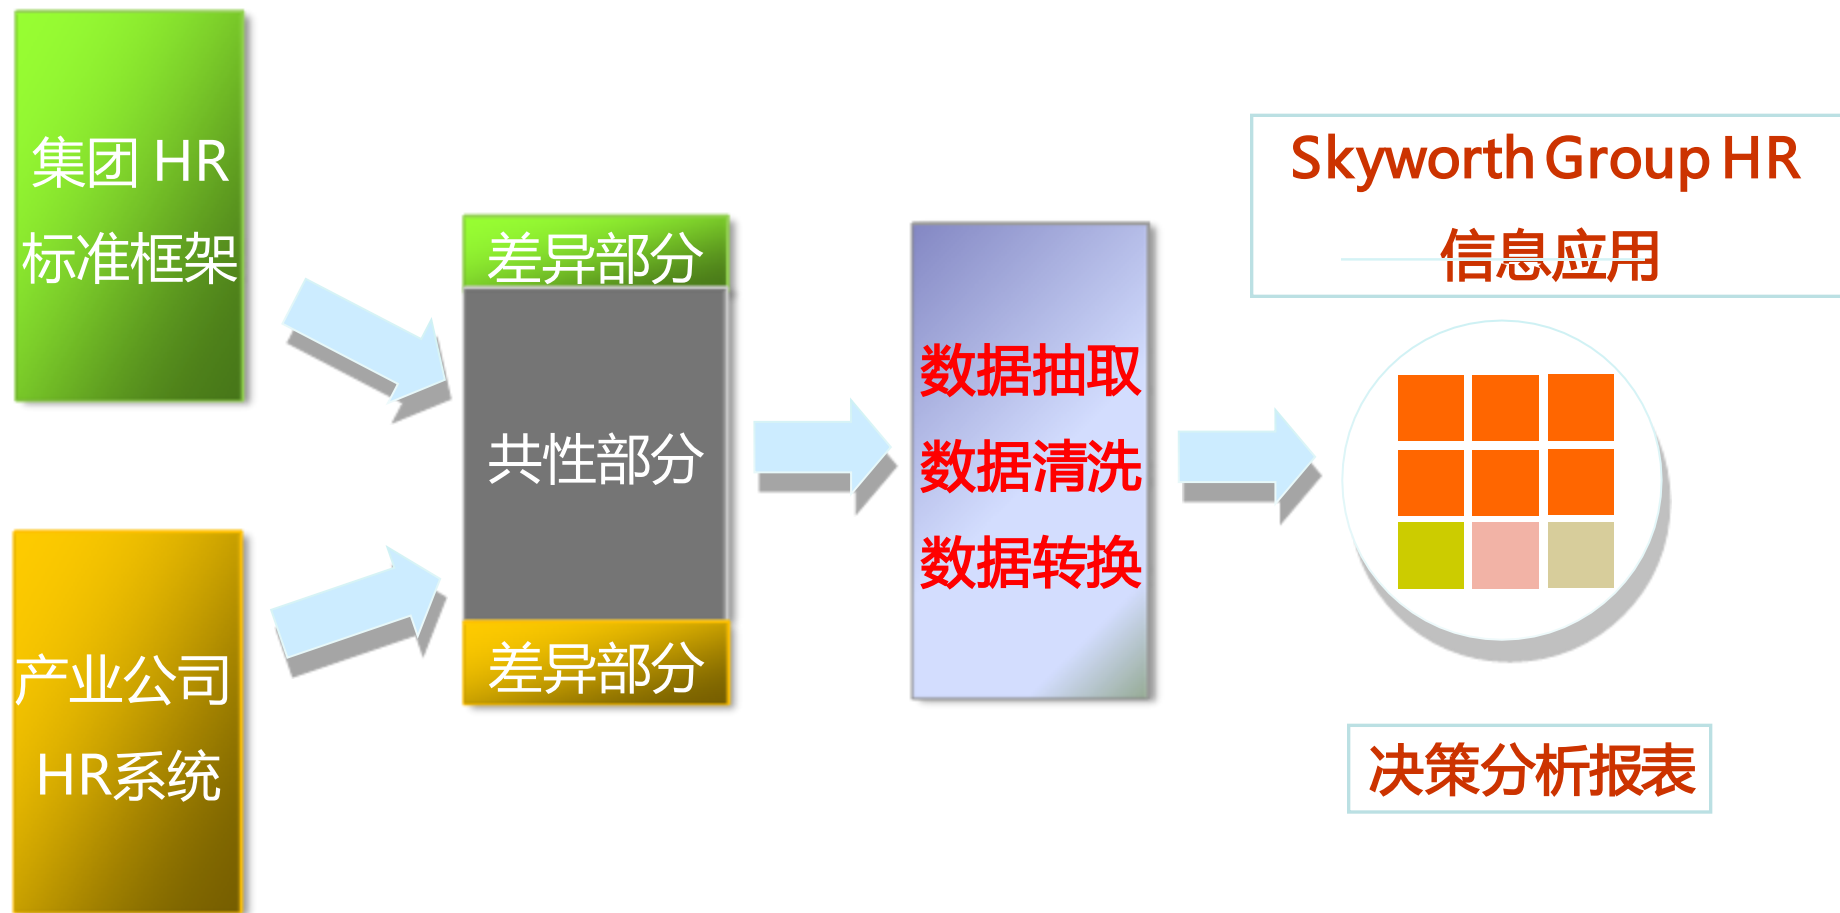 集团 HR
标准框架
产业公司
HR系统
差异部分
共性部分
差异部分
数据抽取
数据清洗
数据转换
Skyworth Group HR
信息应用
决策分析报表